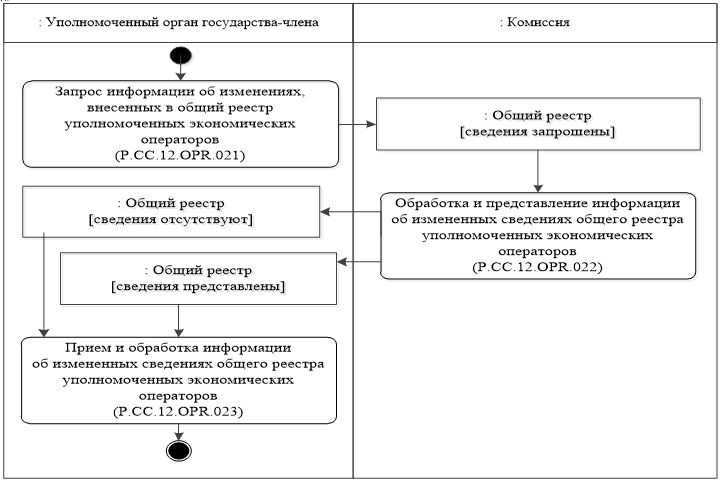 : Уполномоченный орган государства-члена
: Комиссия
Запрос информации об изменениях,
внесенных в общий реестр
уполномоченных экономических
операторов
(P.CC.12.OPR.021)
: Общий реестр
[сведения запрошены]
Обработка и представление информации
об измененных сведениях общего реестра
уполномоченных экономических
операторов
(P.CC.12.OPR.022)
: Общий реестр
[сведения отсутствуют]
: Общий реестр
[сведения представлены]
Прием и обработка информации
об измененных сведениях общего реестра
уполномоченных экономических
операторов
(P.CC.12.OPR.023)